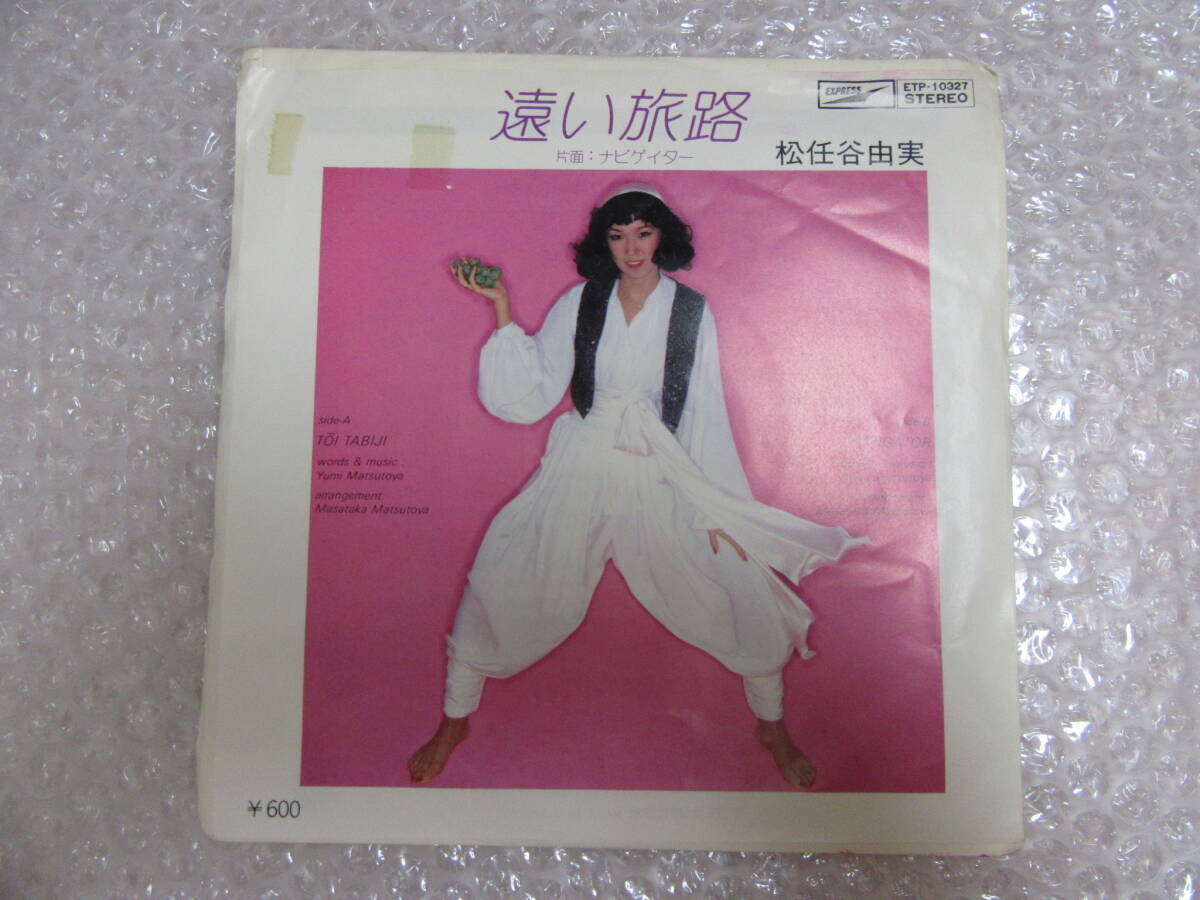 遠い旅路
片面：ナビゲイター
松任谷由実
EXPRESS
ETP-10327
STEREO
side-A
TŌI TABIJI
words & music :
Yumi Matsutoya
arrangement
Masataka Matsutoya
¥600